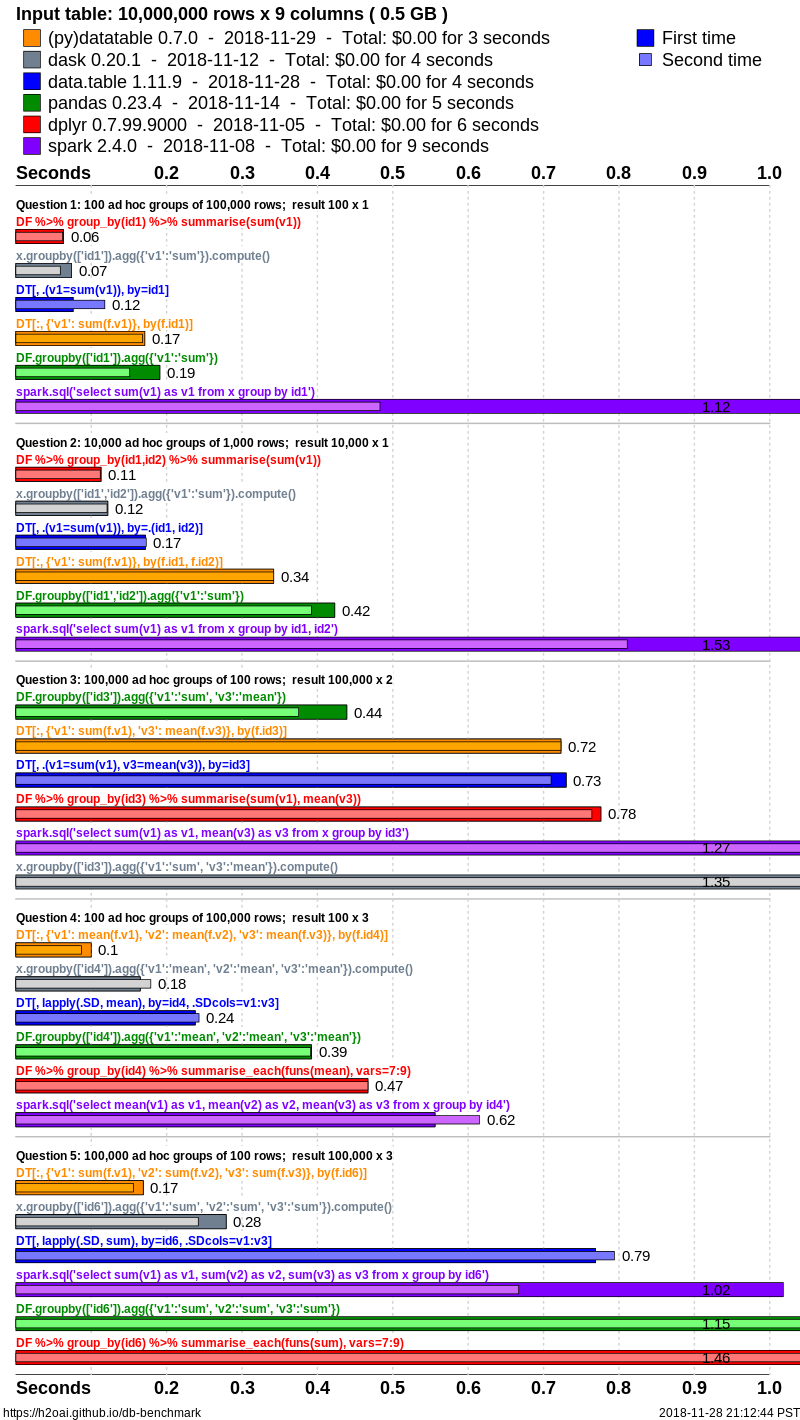 Input table: 10,000,000 rows x 9 columns ( 0.5 GB )
(py)datatable 0.7.0  -  2018-11-29  -  Total: $0.00 for 3 seconds
First time
dask 0.20.1  -  2018-11-12  -  Total: $0.00 for 4 seconds
Second time
data.table 1.11.9  -  2018-11-28  -  Total: $0.00 for 4 seconds
pandas 0.23.4  -  2018-11-14  -  Total: $0.00 for 5 seconds
dplyr 0.7.99.9000  -  2018-11-05  -  Total: $0.00 for 6 seconds
spark 2.4.0  -  2018-11-08  -  Total: $0.00 for 9 seconds
Seconds 0.2 0.3 0.4 0.5 0.6 0.7 0.8 0.9 1.0
Question 1: 100 ad hoc groups of 100,000 rows;  result 100 x 1
DF %>% group_by(id1) %>% summarise(sum(v1))
0.06
x.groupby(['id1']).agg({'v1':'sum'}).compute()
0.07
DT[, .(v1=sum(v1)), by=id1]
0.12
DT[:, {'v1': sum(f.v1)}, by(f.id1)]
0.17
DF.groupby(['id1']).agg({'v1':'sum'})
0.19
spark.sql('select sum(v1) as v1 from x group by id1')
1.12
Question 2: 10,000 ad hoc groups of 1,000 rows;  result 10,000 x 1
DF %>% group_by(id1,id2) %>% summarise(sum(v1))
0.11
x.groupby(['id1','id2']).agg({'v1':'sum'}).compute()
0.12
DT[, .(v1=sum(v1)), by=.(id1, id2)]
0.17
DT[:, {'v1': sum(f.v1)}, by(f.id1, f.id2)]
0.34
DF.groupby(['id1','id2']).agg({'v1':'sum'})
0.42
spark.sql('select sum(v1) as v1 from x group by id1, id2')
1.53
Question 3: 100,000 ad hoc groups of 100 rows;  result 100,000 x 2
DF.groupby(['id3']).agg({'v1':'sum', 'v3':'mean'})
0.44
DT[:, {'v1': sum(f.v1), 'v3': mean(f.v3)}, by(f.id3)]
0.72
DT[, .(v1=sum(v1), v3=mean(v3)), by=id3]
0.73
DF %>% group_by(id3) %>% summarise(sum(v1), mean(v3))
0.78
spark.sql('select sum(v1) as v1, mean(v3) as v3 from x group by id3')
1.27
x.groupby(['id3']).agg({'v1':'sum', 'v3':'mean'}).compute()
1.35
Question 4: 100 ad hoc groups of 100,000 rows;  result 100 x 3
DT[:, {'v1': mean(f.v1), 'v2': mean(f.v2), 'v3': mean(f.v3)}, by(f.id4)]
0.1
x.groupby(['id4']).agg({'v1':'mean', 'v2':'mean', 'v3':'mean'}).compute()
0.18
DT[, lapply(.SD, mean), by=id4, .SDcols=v1:v3]
0.24
DF.groupby(['id4']).agg({'v1':'mean', 'v2':'mean', 'v3':'mean'})
0.39
DF %>% group_by(id4) %>% summarise_each(funs(mean), vars=7:9)
0.47
spark.sql('select mean(v1) as v1, mean(v2) as v2, mean(v3) as v3 from x group by id4')
0.62
Question 5: 100,000 ad hoc groups of 100 rows;  result 100,000 x 3
DT[:, {'v1': sum(f.v1), 'v2': sum(f.v2), 'v3': sum(f.v3)}, by(f.id6)]
0.17
x.groupby(['id6']).agg({'v1':'sum', 'v2':'sum', 'v3':'sum'}).compute()
0.28
DT[, lapply(.SD, sum), by=id6, .SDcols=v1:v3]
0.79
spark.sql('select sum(v1) as v1, sum(v2) as v2, sum(v3) as v3 from x group by id6')
1.02
DF.groupby(['id6']).agg({'v1':'sum', 'v2':'sum', 'v3':'sum'})
1.15
DF %>% group_by(id6) %>% summarise_each(funs(sum), vars=7:9)
1.46
Seconds 0.2 0.3 0.4 0.5 0.6 0.7 0.8 0.9 1.0
https://h2oai.github.io/db-benchmark
2018-11-28 21:12:44 PST